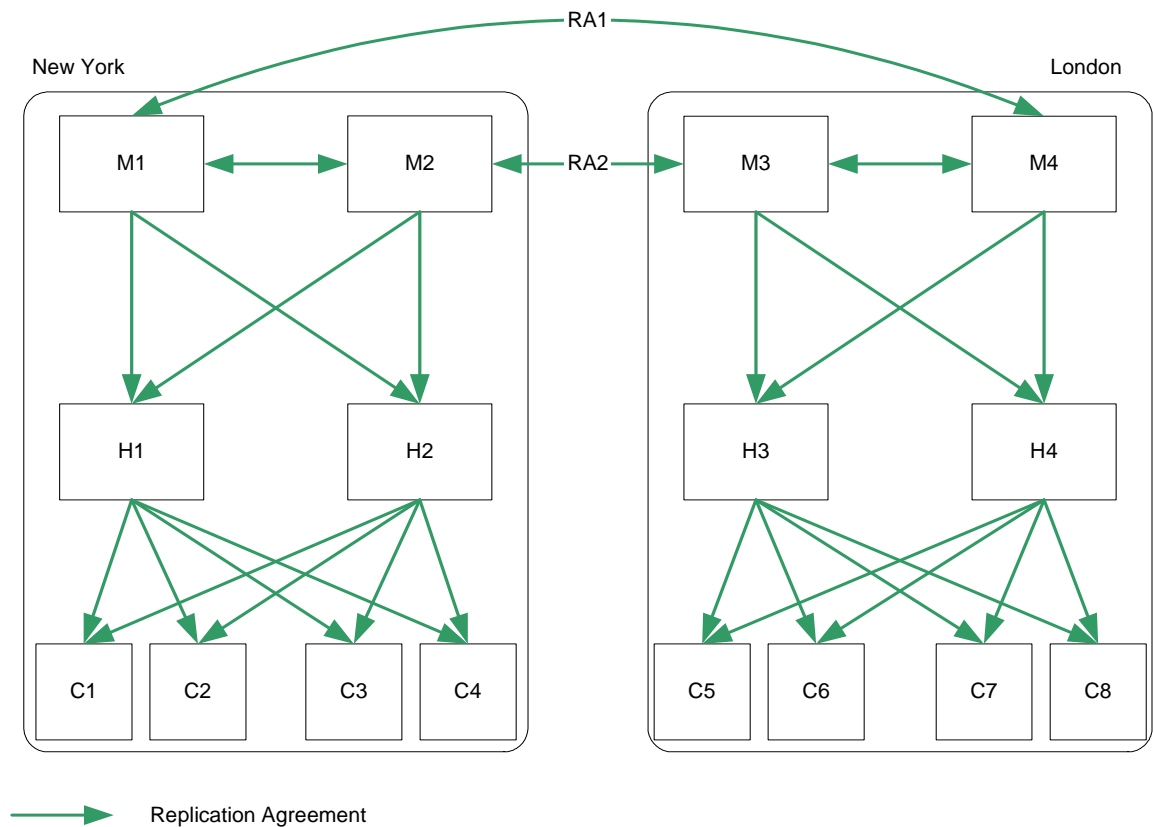 RA1
New York
London
M1
M2
RA2
M3
M4
H1
H2
H3
H4
C1
C2
C3
C4
C5
C6
C7
C8
Replication Agreement